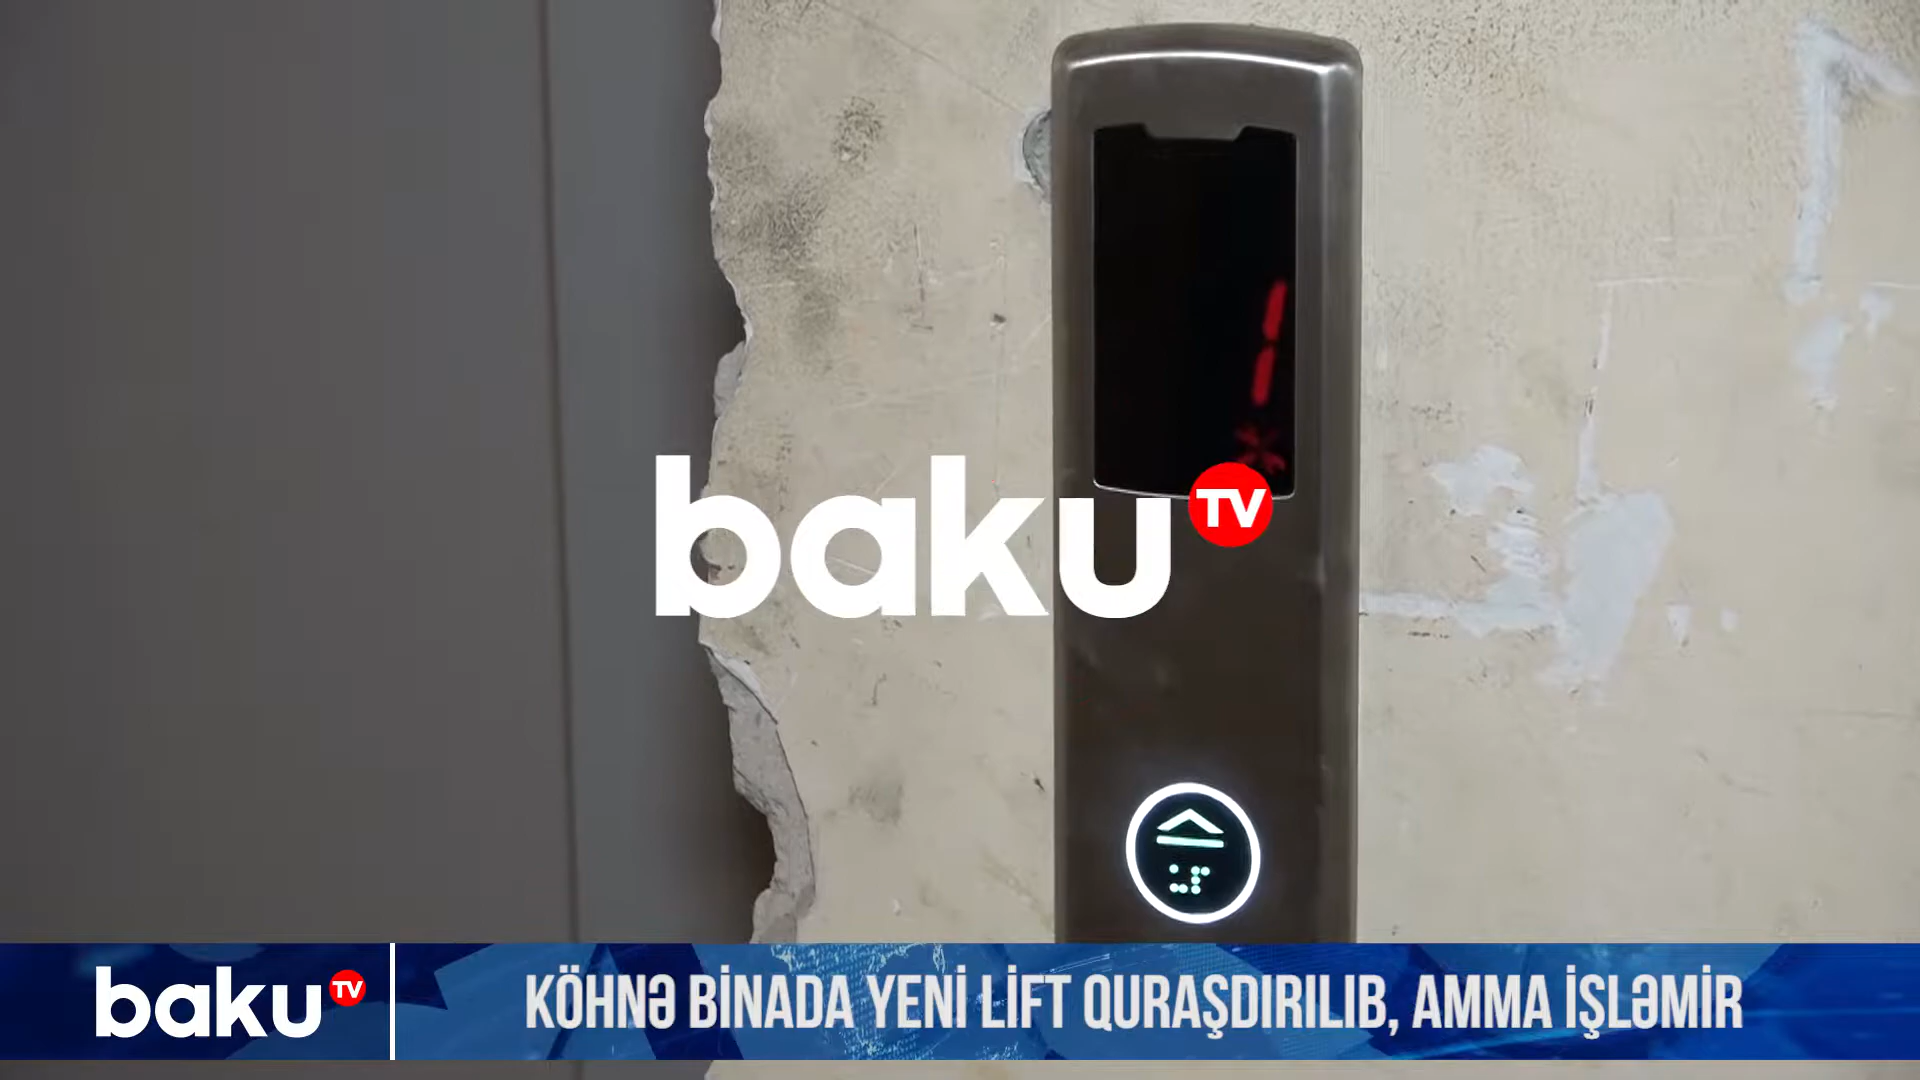 baku TV
baku TV
KÖHNƏ BİNADA YENİ LİFT QURAŞDIRILIB, AMMA İŞLƏMİR